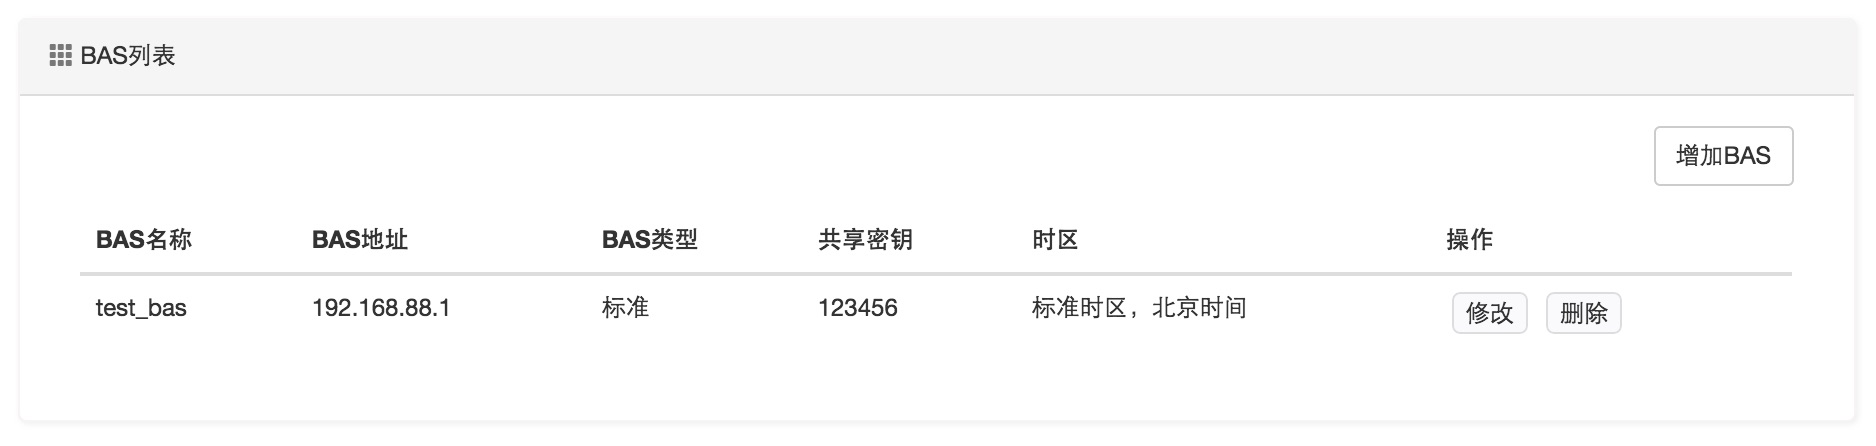 BAS列表
增加BAS
BAS名称 BAS地址 BAS类型 共享密钥 时区 操作
test_bas 192.168.88.1 标准 123456 标准时区，北京时间 修改 删除